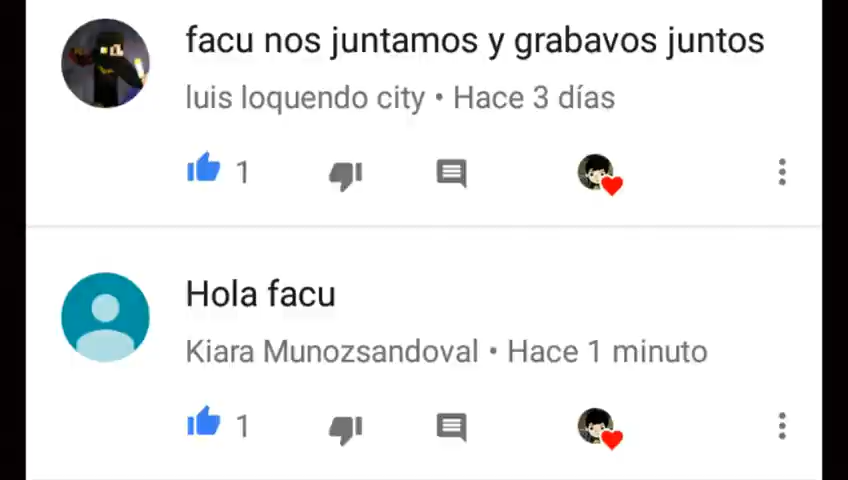 facu nos juntamos y grabavos juntos
luis loquendo city • Hace 3 días
1
Hola facu
Kiara Munozsandoval • Hace 1 minuto
1